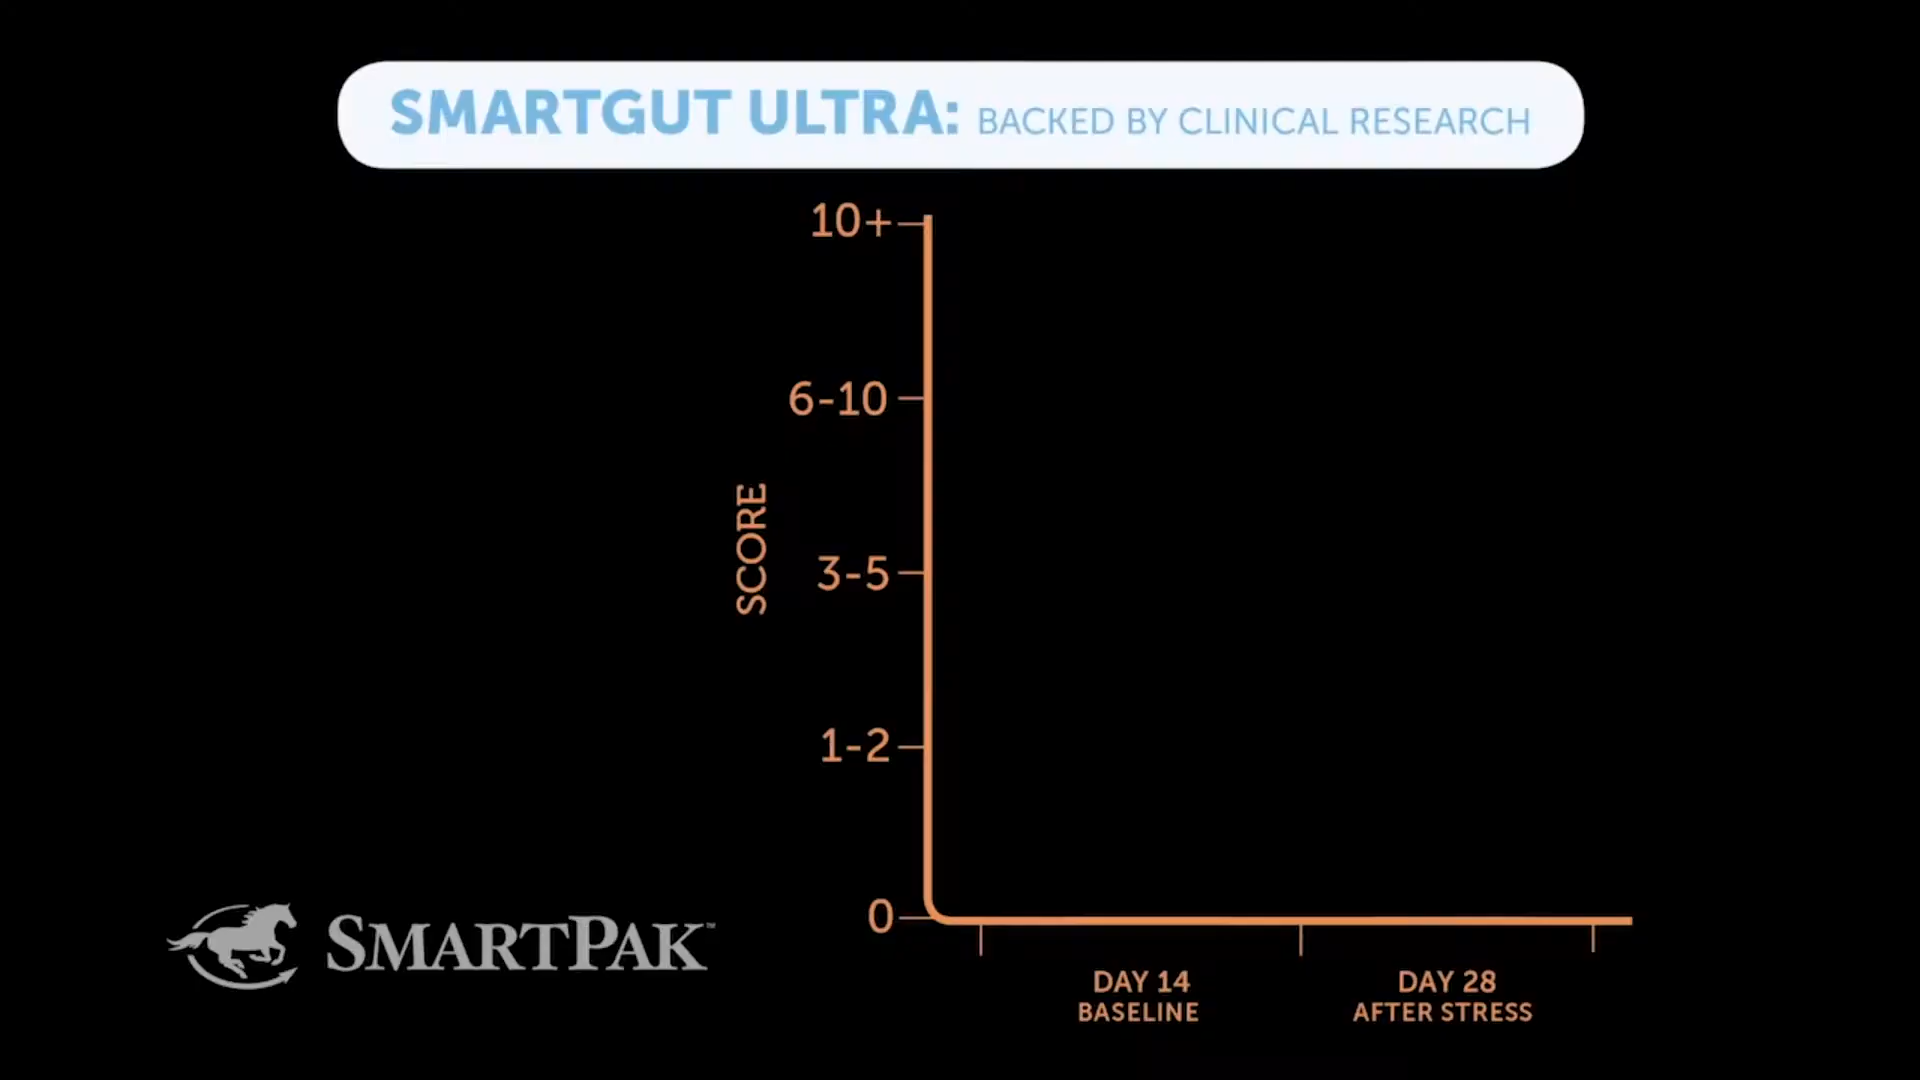 SMARTGUT ULTRA: BACKED BY CLINICAL RESEARCH
10+
6-10
SCORE
3-5
1-2
0
SMARTPAK™
DAY 14
BASELINE
DAY 28
AFTER STRESS